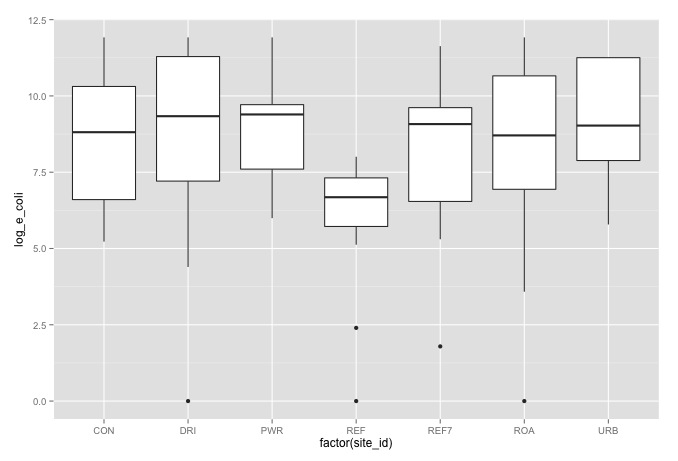 12.5
10.0
7.5
5.0
2.5
0.0
log_e_coli
CON DRI PWR REF REF7 ROA URB
factor(site_id)